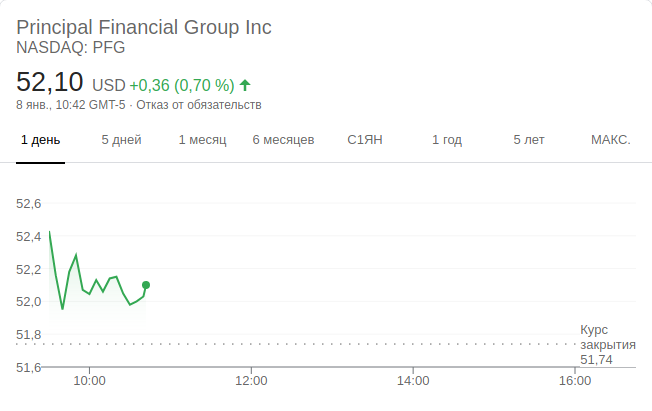 Principal Financial Group Inc
NASDAQ: PFG
52,10 USD +0,36 (0,70 %)
8 янв., 10:42 GMT-5 · Отказ от обязательств
1 день 5 дней 1 месяц 6 месяцев С1ЯН 1 год 5 лет МАКС.
52,6
52,4
52,2
52,0
51,8
Курс
закрытия
51,74
51,6
10:00 12:00 14:00 16:00